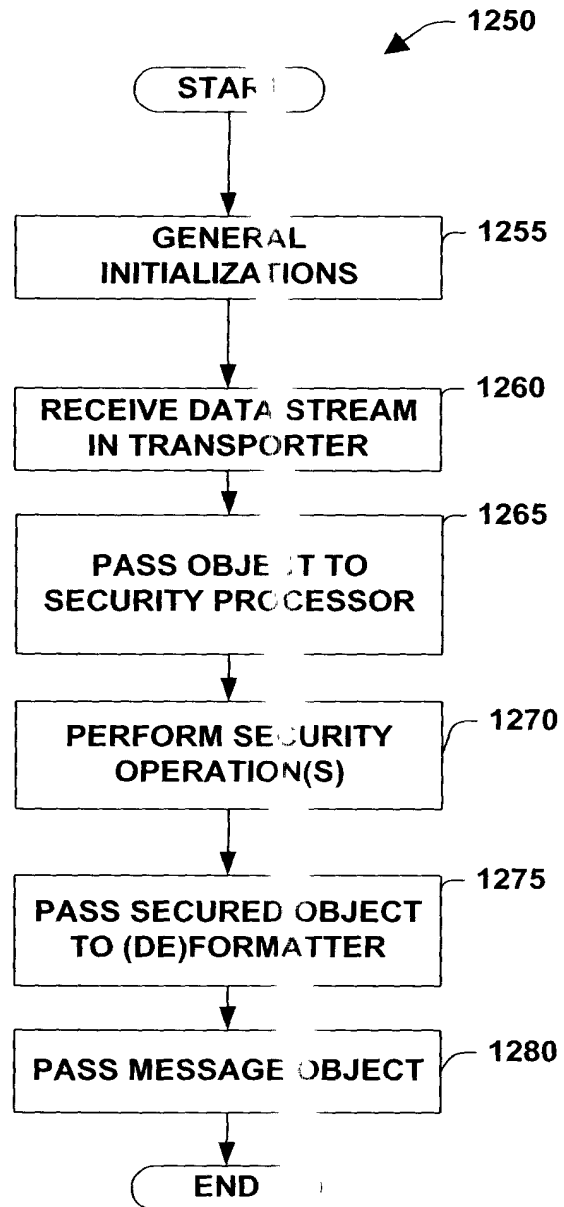 1250
START
GENERAL
INITIALIZATIONS
1255
RECEIVE DATA STREAM
IN TRANSPORTER
1260
PASS OBJECT TO
SECURITY PROCESSOR
1265
PERFORM SECURITY
OPERATION(S)
1270
PASS SECURED OBJECT
TO (DE)FORMATTER
1275
PASS MESSAGE OBJECT
1280
END